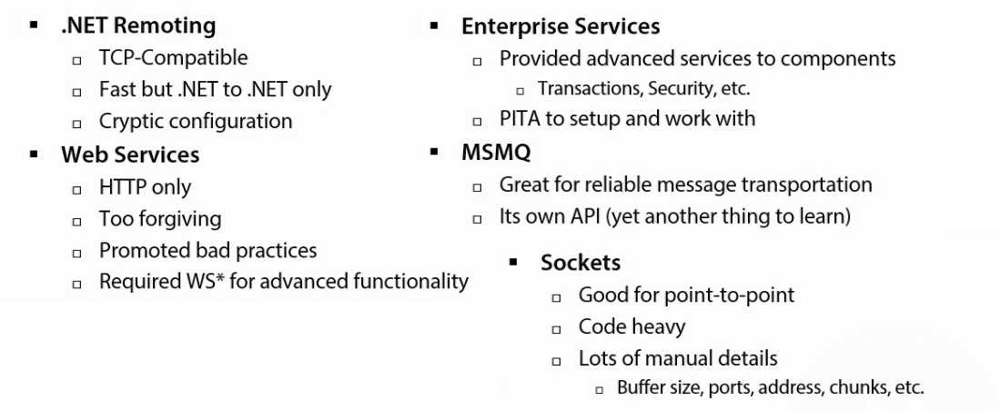 .NET Remoting
TCP-Compatible
Fast but .NET to .NET only
Cryptic configuration
Web Services
HTTP only
Too forgiving
Promoted bad practices
Required WS* for advanced functionality
Enterprise Services
Provided advanced services to components
Transactions, Security, etc.
PITA to setup and work with
MSMQ
Great for reliable message transportation
Its own API (yet another thing to learn)
Sockets
Good for point-to-point
Code heavy
Lots of manual details
Buffer size, ports, address, chunks, etc.